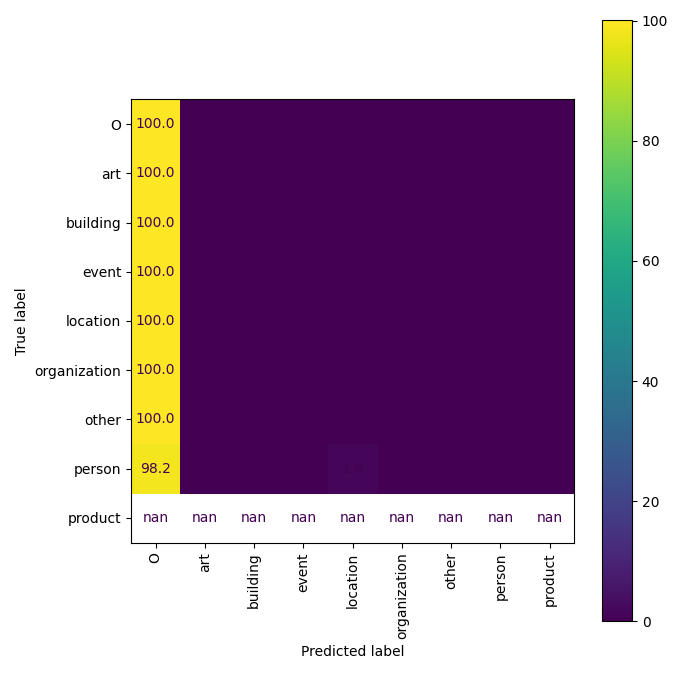 100
80
60
40
20
0
True label
O 100.0
art 100.0
building 100.0
event 100.0
location 100.0
organization 100.0
other 100.0
person 98.2
product nan nan nan nan nan nan nan nan nan
O art building event location organization other person product
Predicted label